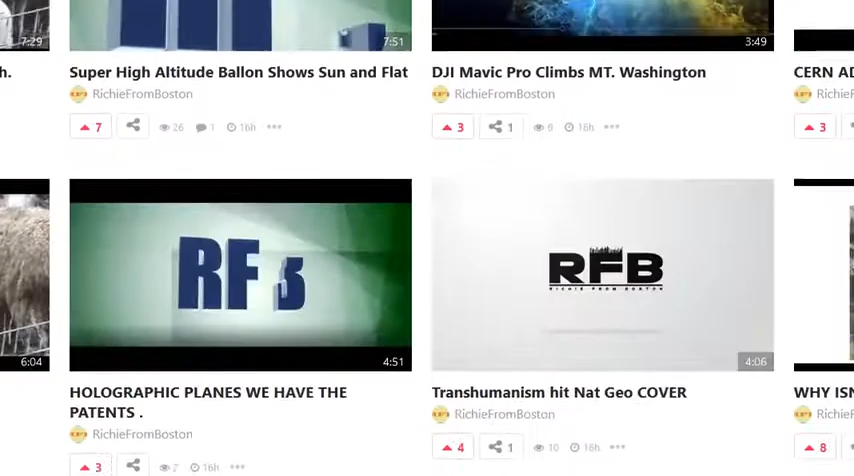 7:29
7:51
3:49
h.
Super High Altitude Ballon Shows Sun and Flat
DJI Mavic Pro Climbs MT. Washington
CERN AD
RichieFromBoston
RichieFromBoston
Richie
7
26
1
16h
3
1
9
16h
3
RF
RFB
RICHIE FROM BOSTON
6:04
4:51
4:06
HOLOGRAPHIC PLANES WE HAVE THE
PATENTS .
Transhumanism hit Nat Geo COVER
WHY ISN
RichieFromBoston
RichieFromBoston
Richie
3
7
16h
4
1
10
16h
8